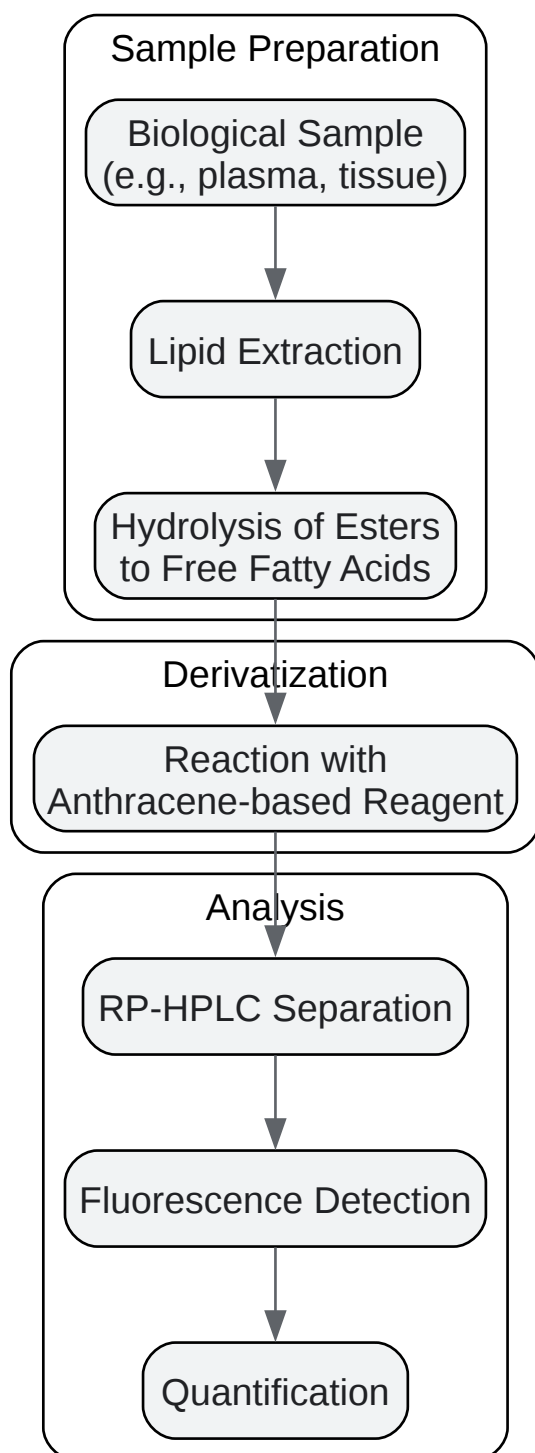 Sample Preparation
Biological Sample
(e.g., plasma, tissue)
Lipid Extraction
Hydrolysis of Esters
to Free Fatty Acids
Derivatization
Reaction with
Anthracene-based Reagent
Analysis
RP-HPLC Separation
Fluorescence Detection
Quantification